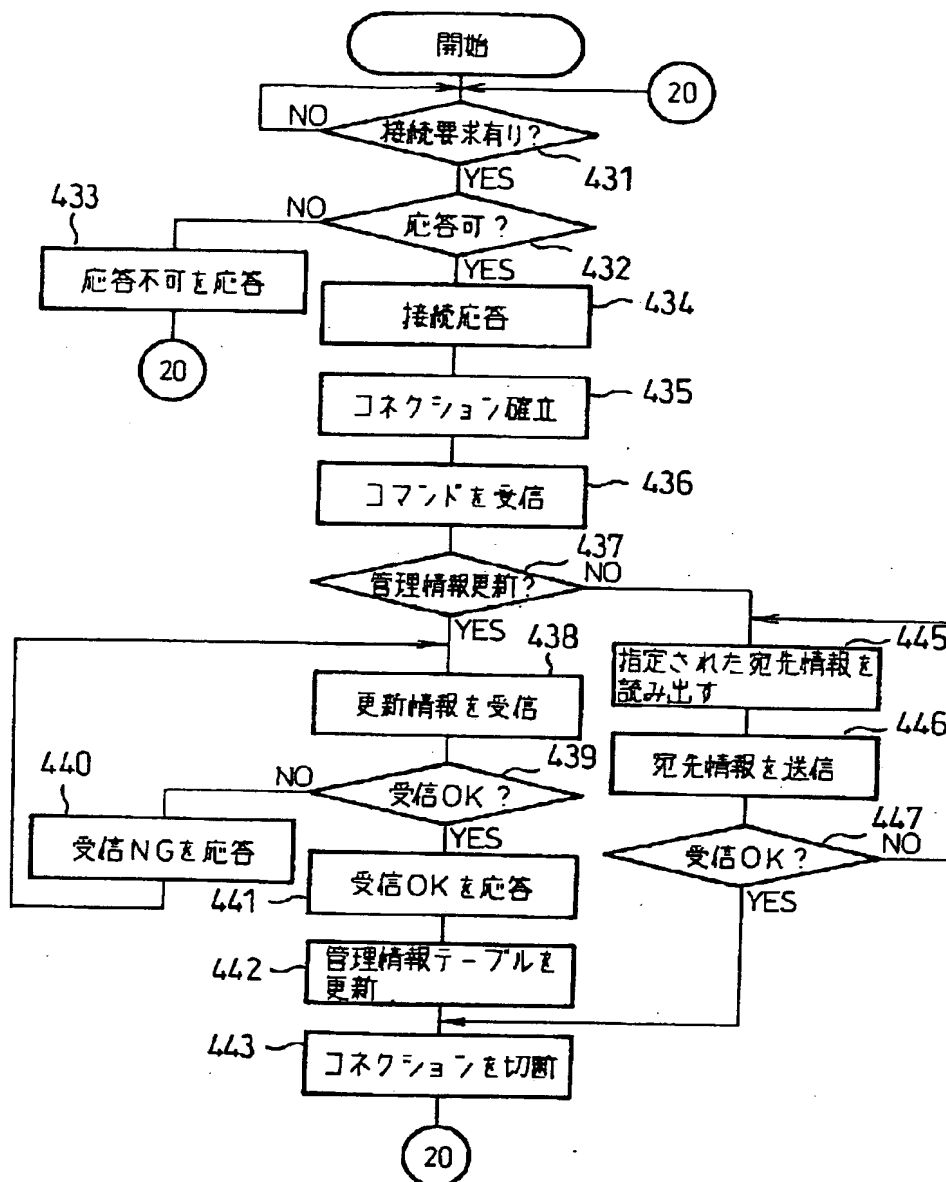 開始
20
NO
接続要求有り?
431
YES
433
NO
応答可?
432
YES
応答不可を応答
接続応答
434
20
コネクション確立
435
コマンドを受信
436
437
管理情報更新?
NO
YES
438
更新情報を受信
445
指定された宛先情報を
読み出す
446
宛先情報を送信
439
440
NO
受信OK?
YES
受信NGを応答
447
受信OK?
NO
YES
受信OKを応答
441
442
管理情報テーブルを
更新
443
コネクションを切断
20